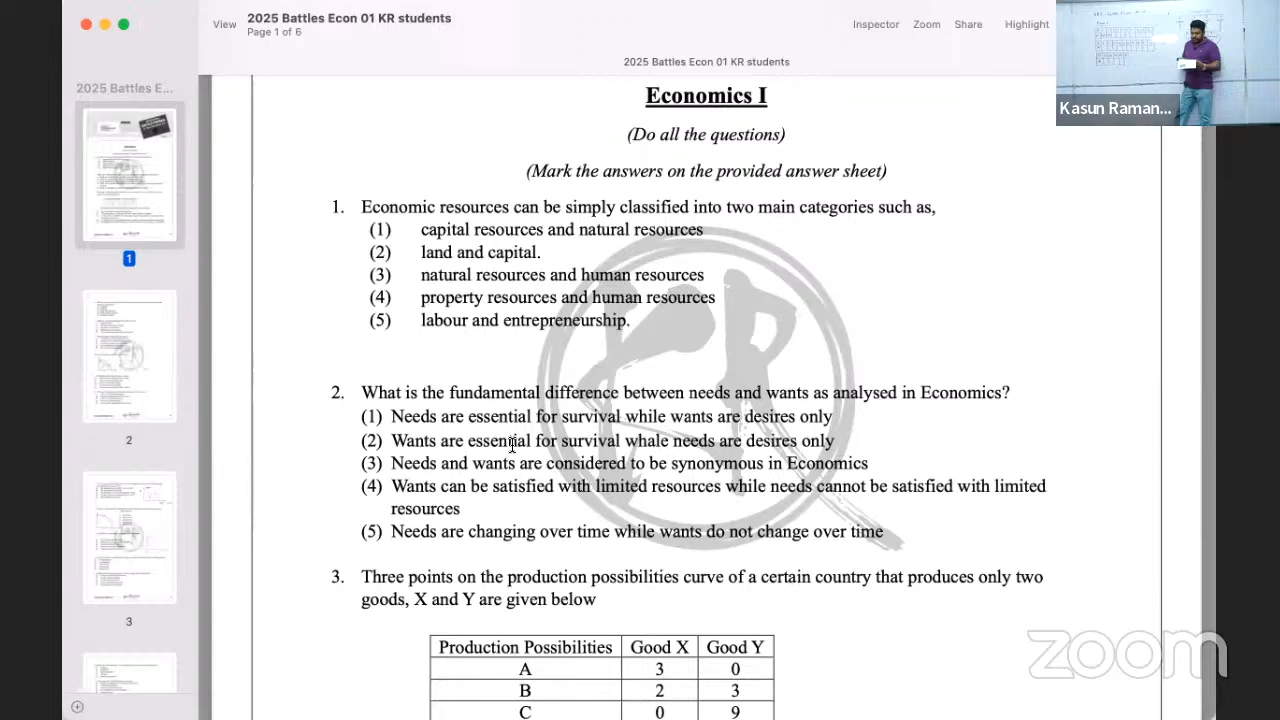 View
2025 Battles Econ 01 KR students
Page 1 of 6
Inspector Zoom Share Highlight
2025 Battles Econ 01 KR students
2025 Battles E...
1
2
3
Kasun Raman...
Economics I
(Do all the questions)
(Mark the answers on the provided answer sheet)
1. Economic resources can be simply classified into two main categories such as,
(1) capital resources and natural resources
(2) land and capital.
(3) natural resources and human resources
(4) property resources and human resources
(5) labour and entrepreneurship.
2. What is the fundamental difference between needs and wants as analysed in Economics?
(1) Needs are essential for survival while wants are desires only
(2) Wants are essential for survival whale needs are desires only
(3) Needs and wants are considered to be synonymous in Economics
(4) Wants can be satisfied with limited resources while needs cannot be satisfied with limited
resources
(5) Needs are changing over time while wants do not change over time
3. Three points on the production possibilities curve of a certain country that produces only two
goods, X and Y are given below
Production Possibilities Good X Good Y
A 3 0
B 2 3
C 0 9
zoom